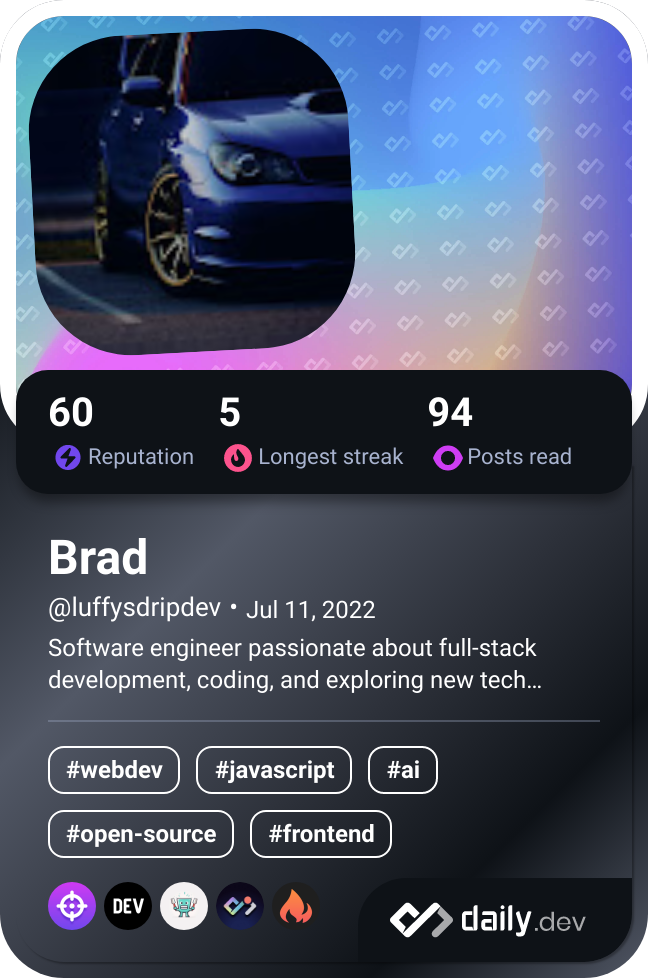 60 5 94
Reputation Longest streak Posts read
Brad
@luffysdripdev • Jul 11, 2022
Software engineer passionate about full-stack
development, coding, and exploring new tech…
#webdev #javascript #ai
#open-source #frontend
DEV daily.dev